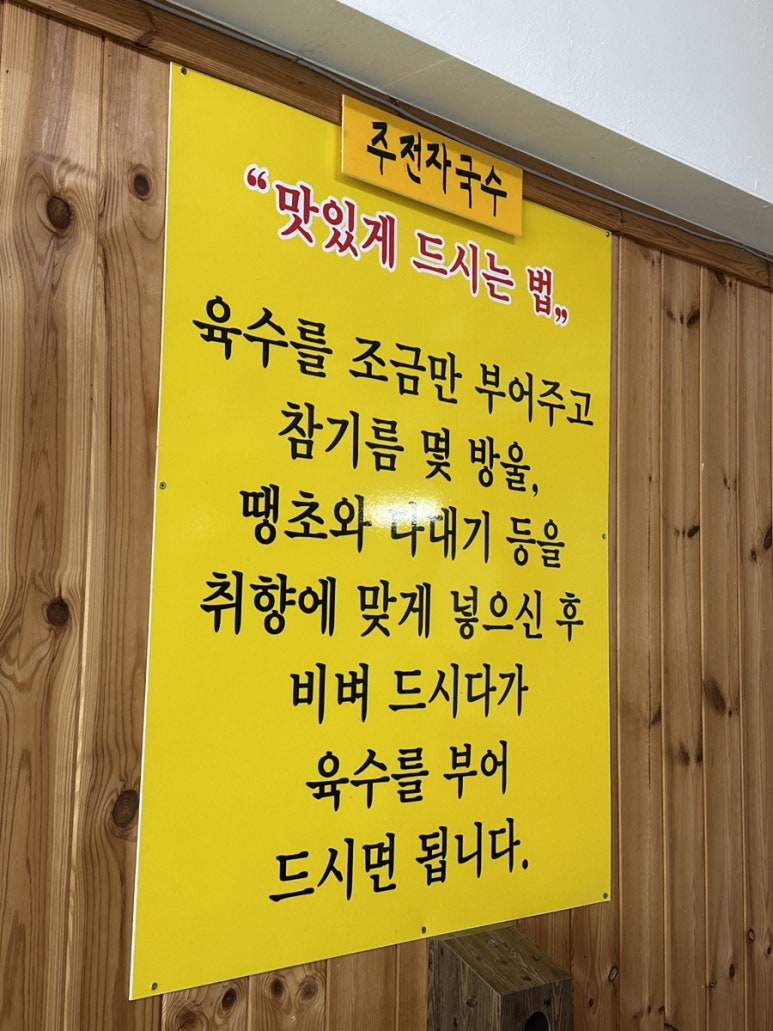 주전자국수
“맛있게 드시는 법„
육수를 조금만 부어주고
참기름 몇 방울,
땡초와 다대기 등을
취향에 맞게 넣으신 후
비벼 드시다가
육수를 부어
드시면 됩니다.